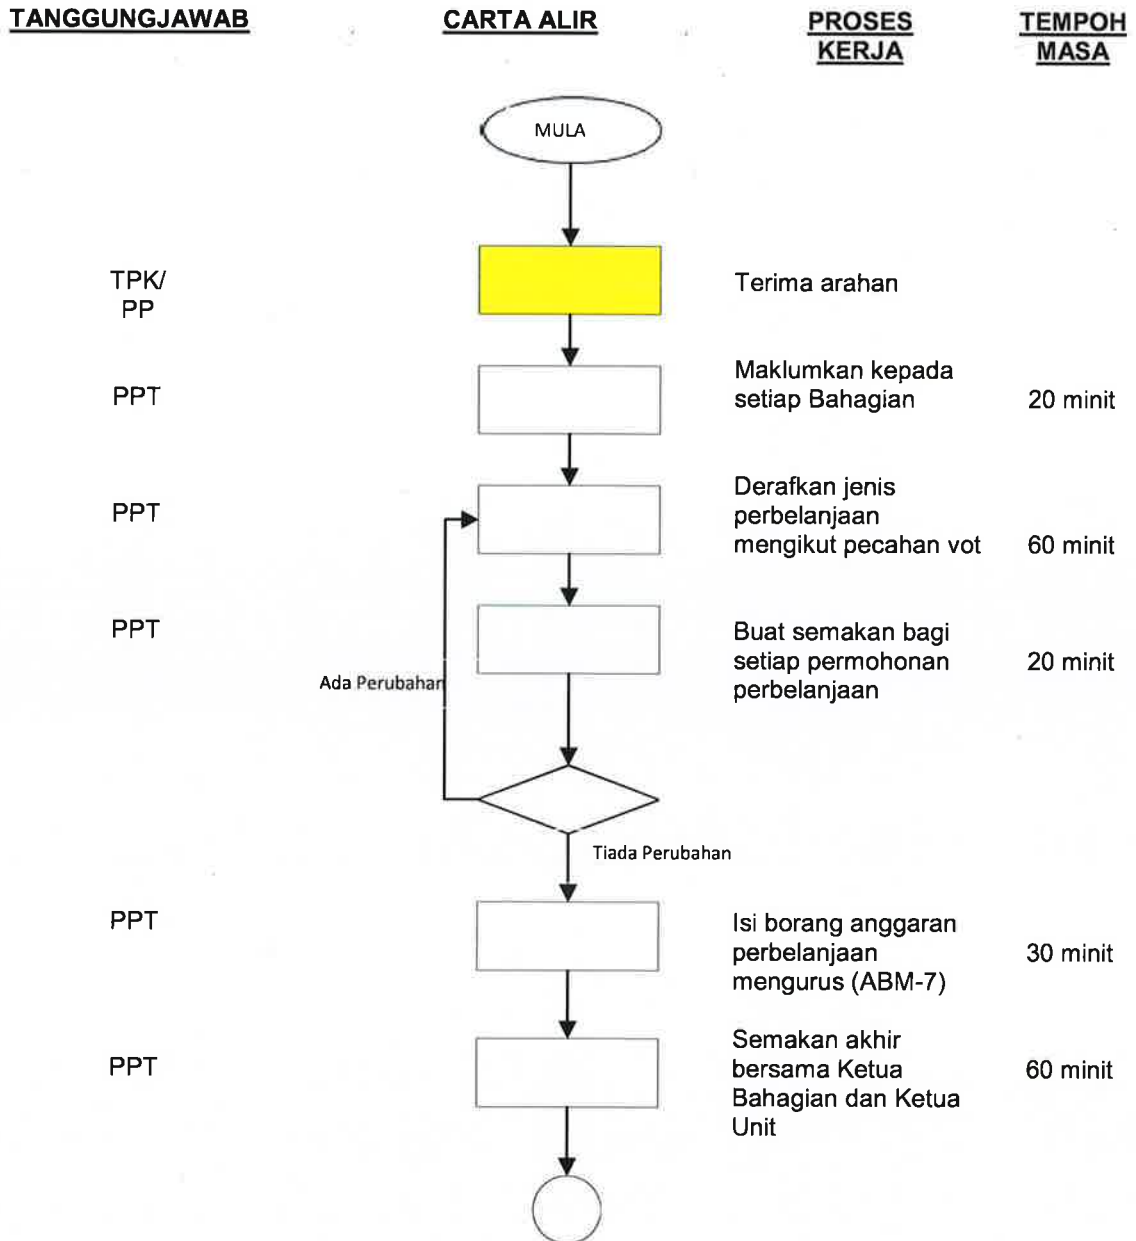 TANGGUNGJAWAB
CARTA ALIR
PROSES
KERJA
TEMPOH
MASA
MULA
TPK/
PP
Terima arahan
PPT
Maklumkan kepada
setiap Bahagian
20 minit
PPT
Derafkan jenis
perbelanjaan
mengikut pecahan vot
60 minit
PPT
Buat semakan bagi
setiap permohonan
perbelanjaan
20 minit
Ada Perubahan
Tiada Perubahan
PPT
Isi borang anggaran
perbelanjaan
mengurus (ABM-7)
30 minit
PPT
Semakan akhir
bersama Ketua
Bahagian dan Ketua
Unit
60 minit